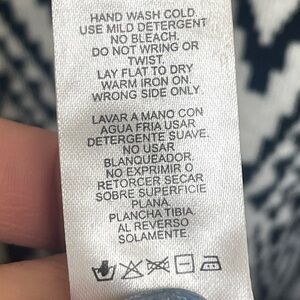 HAND WASH COLD
USE MILD DETERGENT
NO BLEACH.
DO NOT WRING OR
TWIST.
LAY FLAT TO DRY
WARM IRON ON.
WRONG SIDE ONLY
LAVAR A MANO CON
AGUA FRIA USAR
DETERGENTE SUAVE.
NO USAR
BLANQUEADOR.
NO EXPRIMIR O
RETORCER SECAR
SOBRE SUPERFICIE
PLANA.
PLANCHA TIBIA
AL REVERSO
SOLAMENTE.